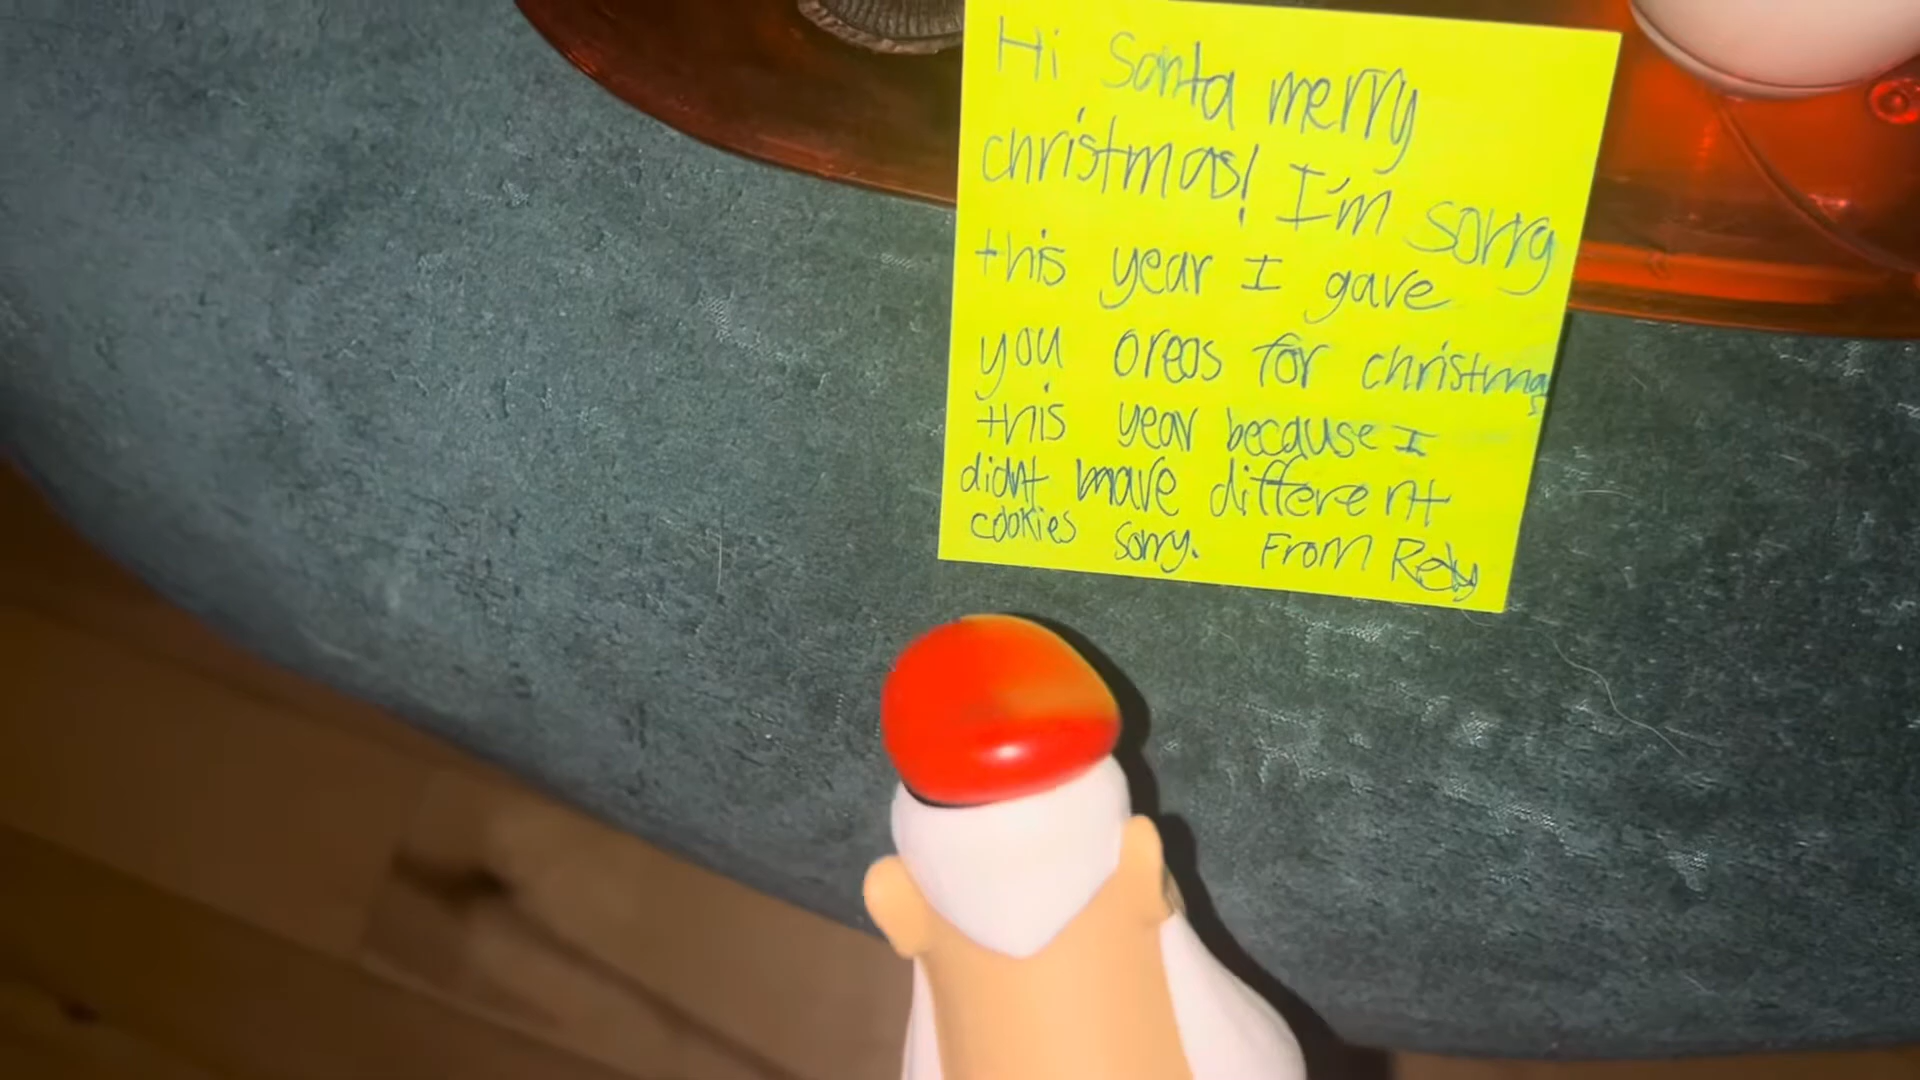 Hi Santa merry
christmas! I'm sorry
this year I gave
you oreos for christmas
this year because I
didnt have different
cookies sorry. From